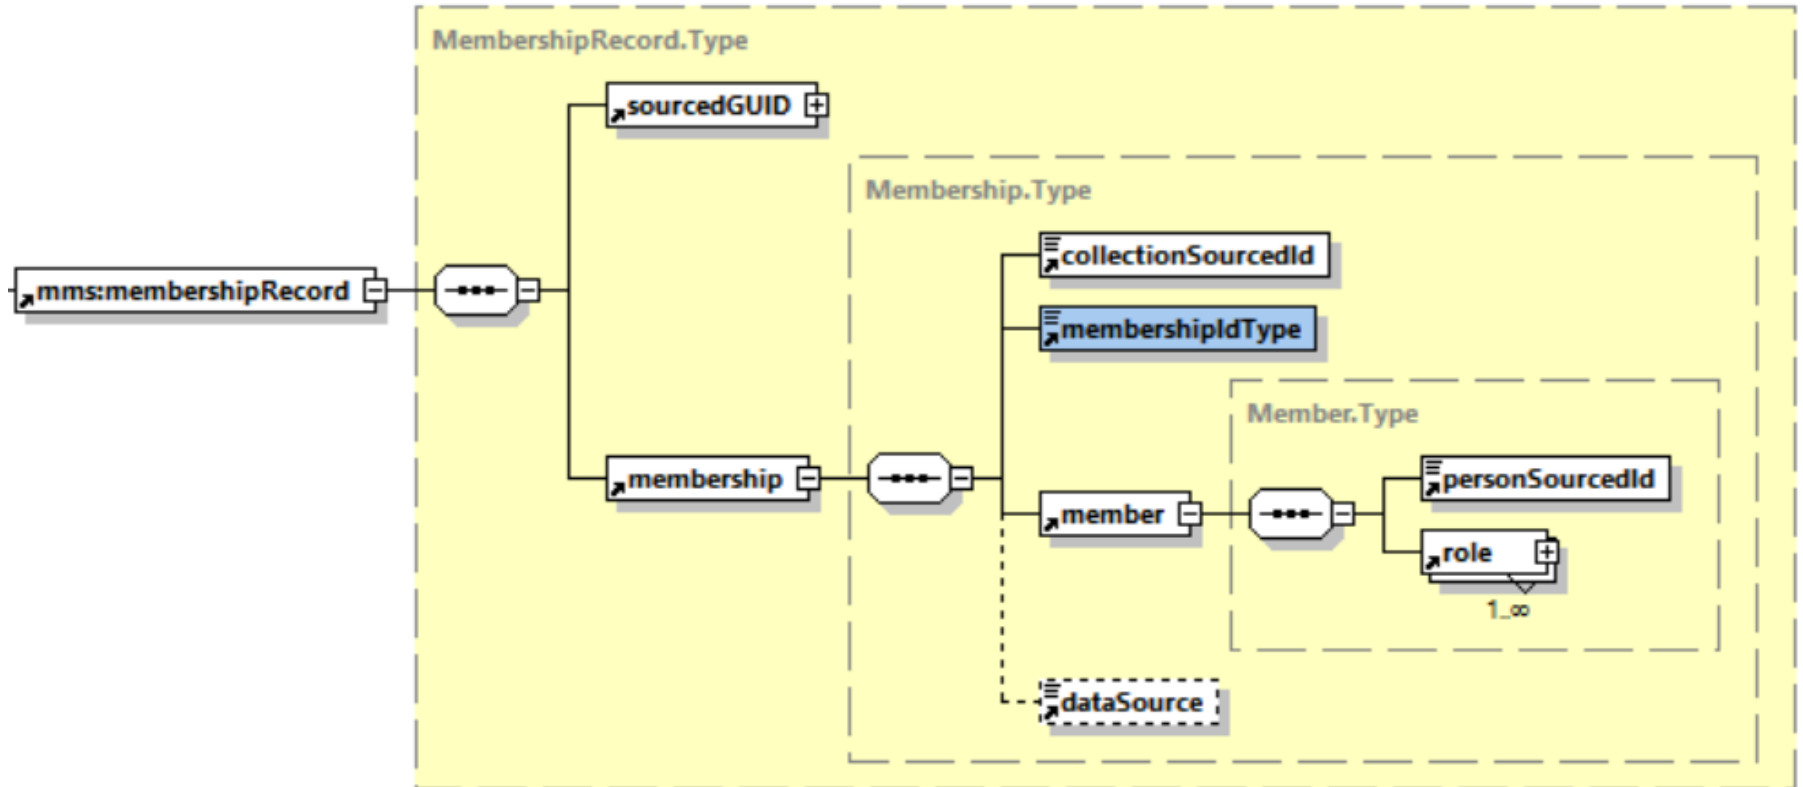 MembershipRecord.Type
sourcedGUID
Membership.Type
collectionSourcedId
mms:membershipRecord
membershipIdType
Member.Type
membership
personSourcedId
member
role
1..∞
dataSource